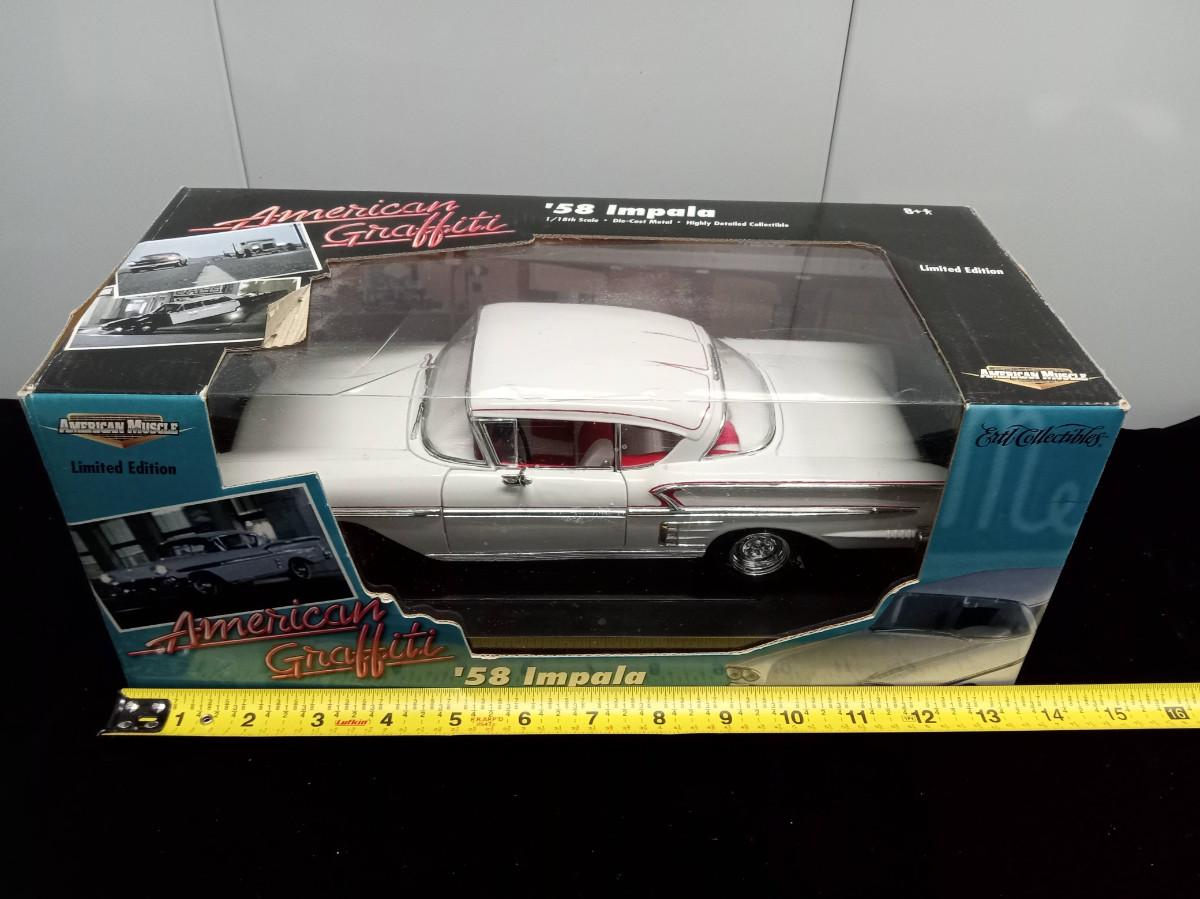 American
Graffiti
'58 Impala
1/18th Scale • Die-Cast Metal • Highly Detailed Collectible
8+
Limited Edition
AMERICAN MUSCLE
AMERICAN MUSCLE
Limited Edition
Ertl Collectibles
Me
American
Graffiti
'58 Impala
1 2 3 Lufkin 4 5 6 7 8 9 10 11 12 13 14 15 16